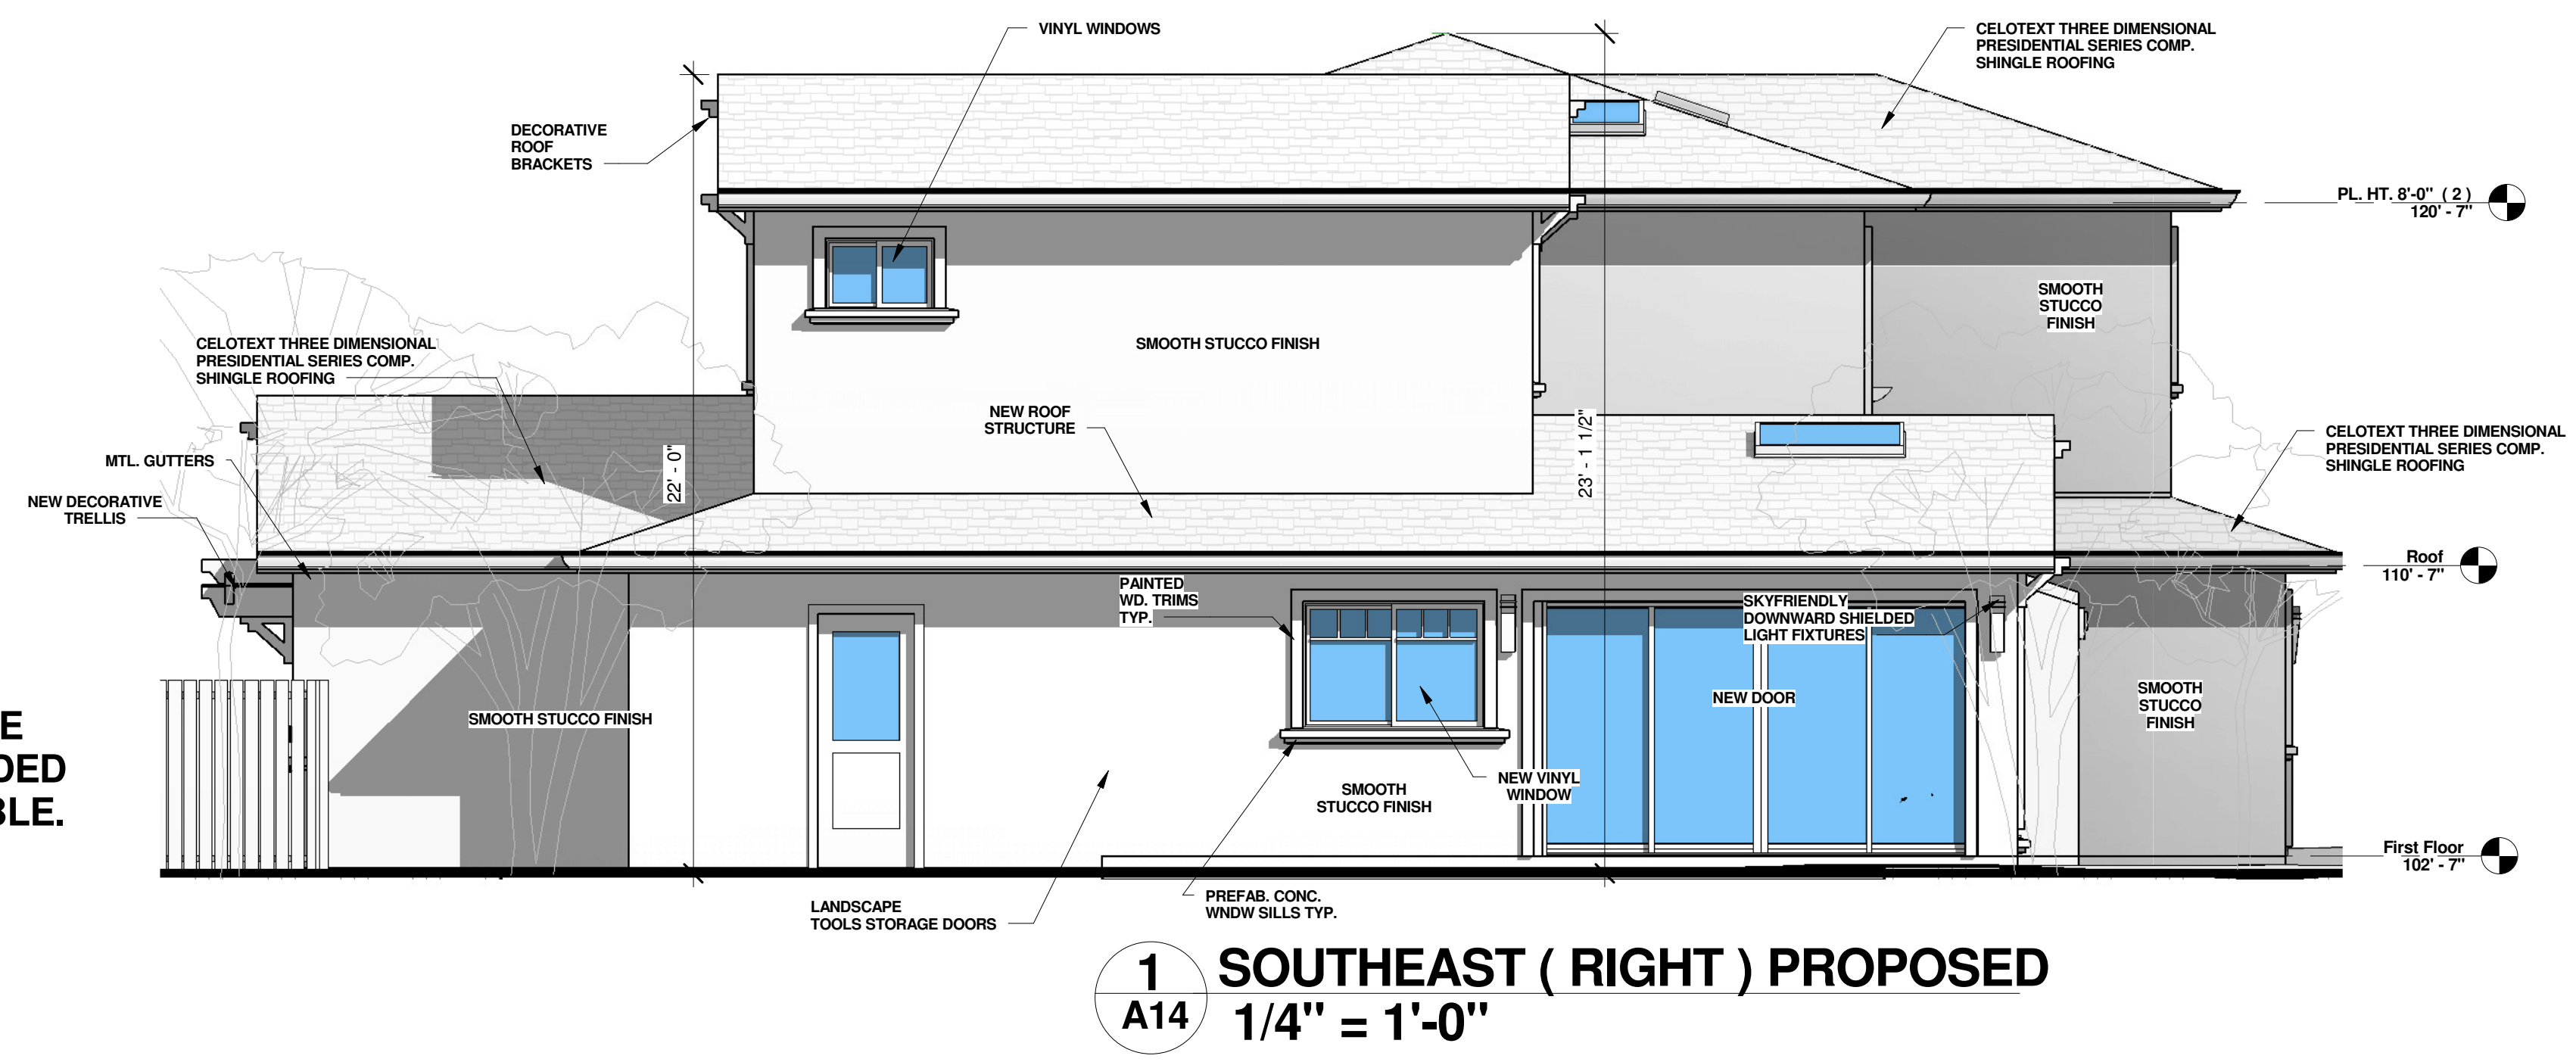 VINYL WINDOWS
CELOTEXT THREE DIMENSIONAL
PRESIDENTIAL SERIES COMP.
SHINGLE ROOFING
DECORATIVE
ROOF
BRACKETS
PL. HT. 8'-0" ( 2 )
120' - 7"
SMOOTH
STUCCO
FINISH
CELOTEXT THREE DIMENSIONAL
PRESIDENTIAL SERIES COMP.
SHINGLE ROOFING
SMOOTH STUCCO FINISH
NEW ROOF
STRUCTURE
22' - 0"
23' - 1 1/2"
MTL. GUTTERS
NEW DECORATIVE
TRELLIS
CELOTEXT THREE DIMENSIONAL
PRESIDENTIAL SERIES COMP.
SHINGLE ROOFING
Roof
110' - 7"
PAINTED
WD. TRIMS
TYP.
SKYFRIENDLY
DOWNWARD SHIELDED
LIGHT FIXTURES
NEW DOOR
SMOOTH STUCCO FINISH
SMOOTH
STUCCO
FINISH
E
DED
BLE.
NEW VINYL
WINDOW
SMOOTH
STUCCO FINISH
First Floor
102' - 7"
LANDSCAPE
TOOLS STORAGE DOORS
PREFAB. CONC.
WNDW SILLS TYP.
1
A14
SOUTHEAST ( RIGHT ) PROPOSED
1/4" = 1'-0"